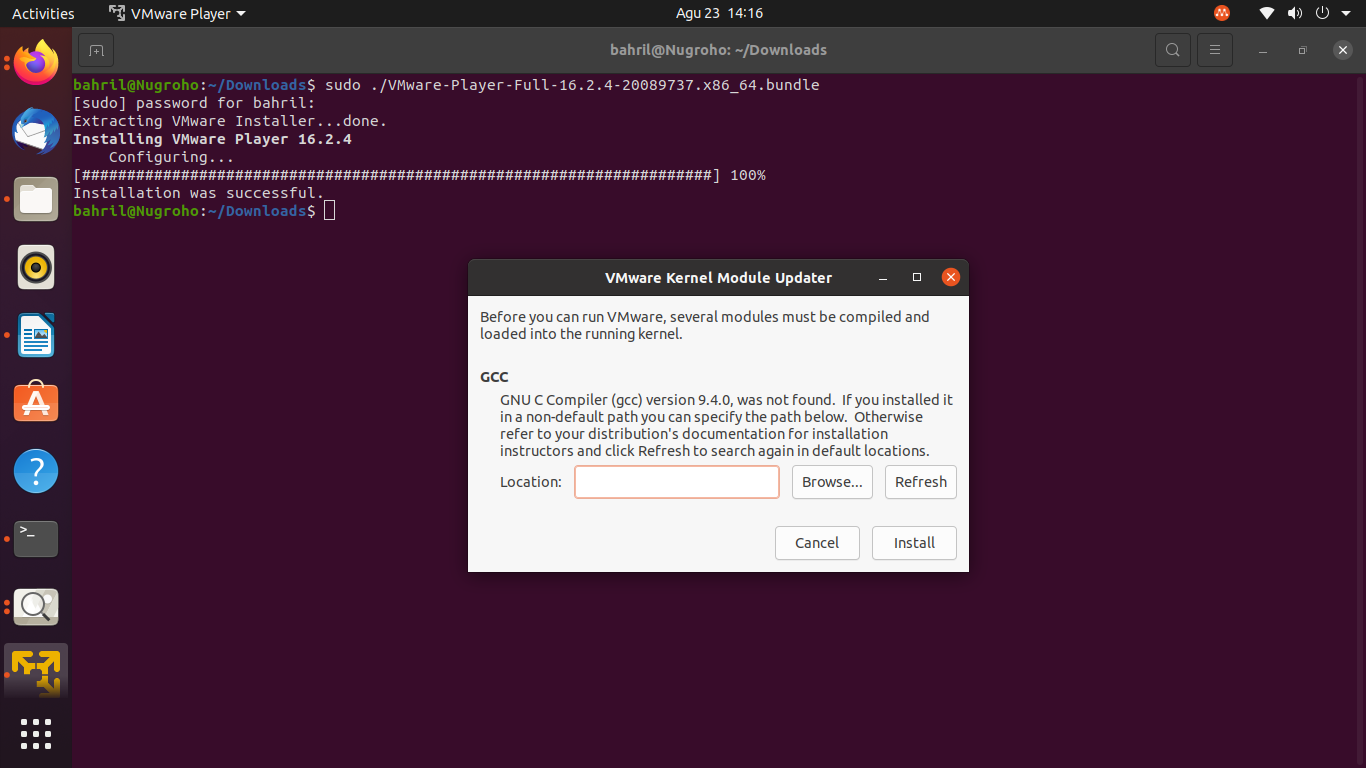 Activities
VMware Player
Agu 23 14:16
bahril@Nugroho: ~/Downloads
bahril@Nugroho:~/Downloads$ sudo ./VMware-Player-Full-16.2.4-20089737.x86_64.bundle
[sudo] password for bahril:
Extracting VMware Installer...done.
Installing VMware Player 16.2.4
    Configuring...
[######################################################################] 100%
Installation was successful.
bahril@Nugroho:~/Downloads$
VMware Kernel Module Updater
Before you can run VMware, several modules must be compiled and
loaded into the running kernel.
GCC
GNU C Compiler (gcc) version 9.4.0, was not found.  If you installed it
in a non-default path you can specify the path below.  Otherwise
refer to your distribution's documentation for installation
instructors and click Refresh to search again in default locations.
Location:
Browse...
Refresh
Cancel
Install